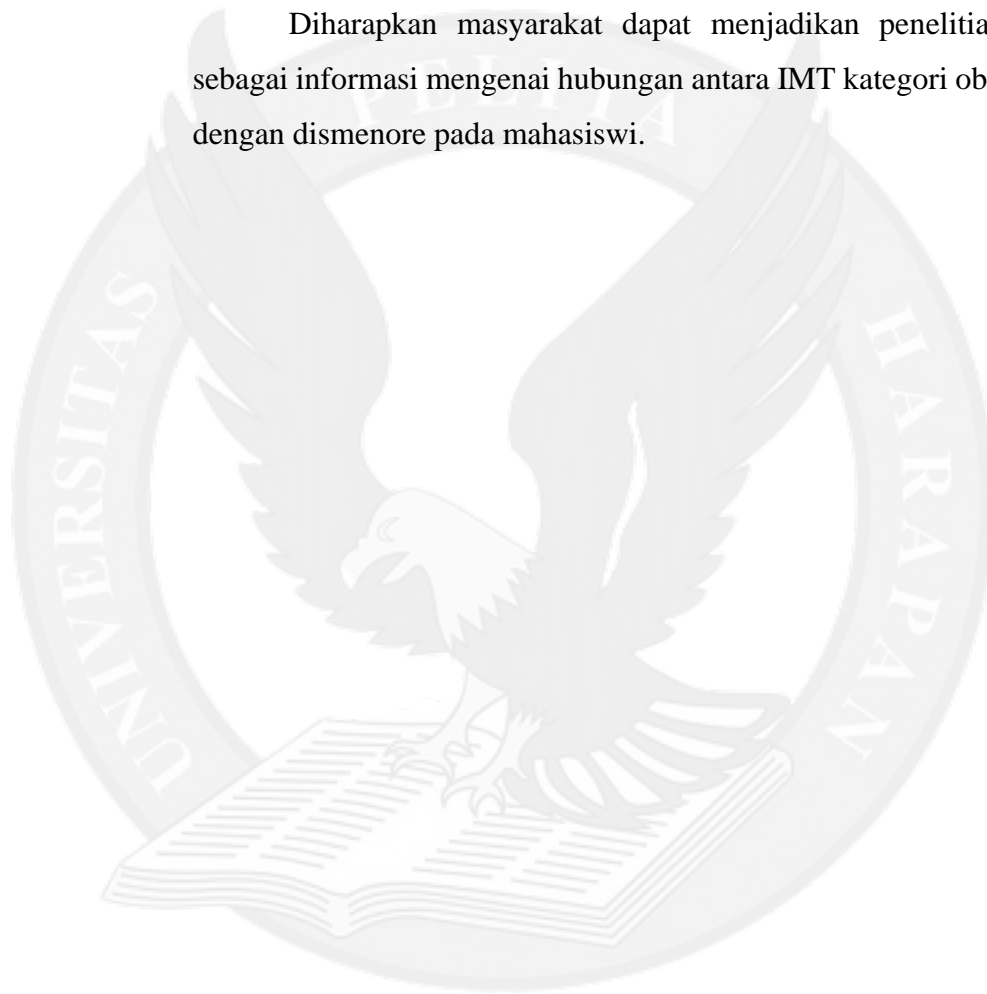 Diharapkan masyarakat dapat menjadikan penelitia
sebagai informasi mengenai hubungan antara IMT kategori ob
dengan dismenore pada mahasiswi.
UNIVERSITAS PELITA HARAPAN